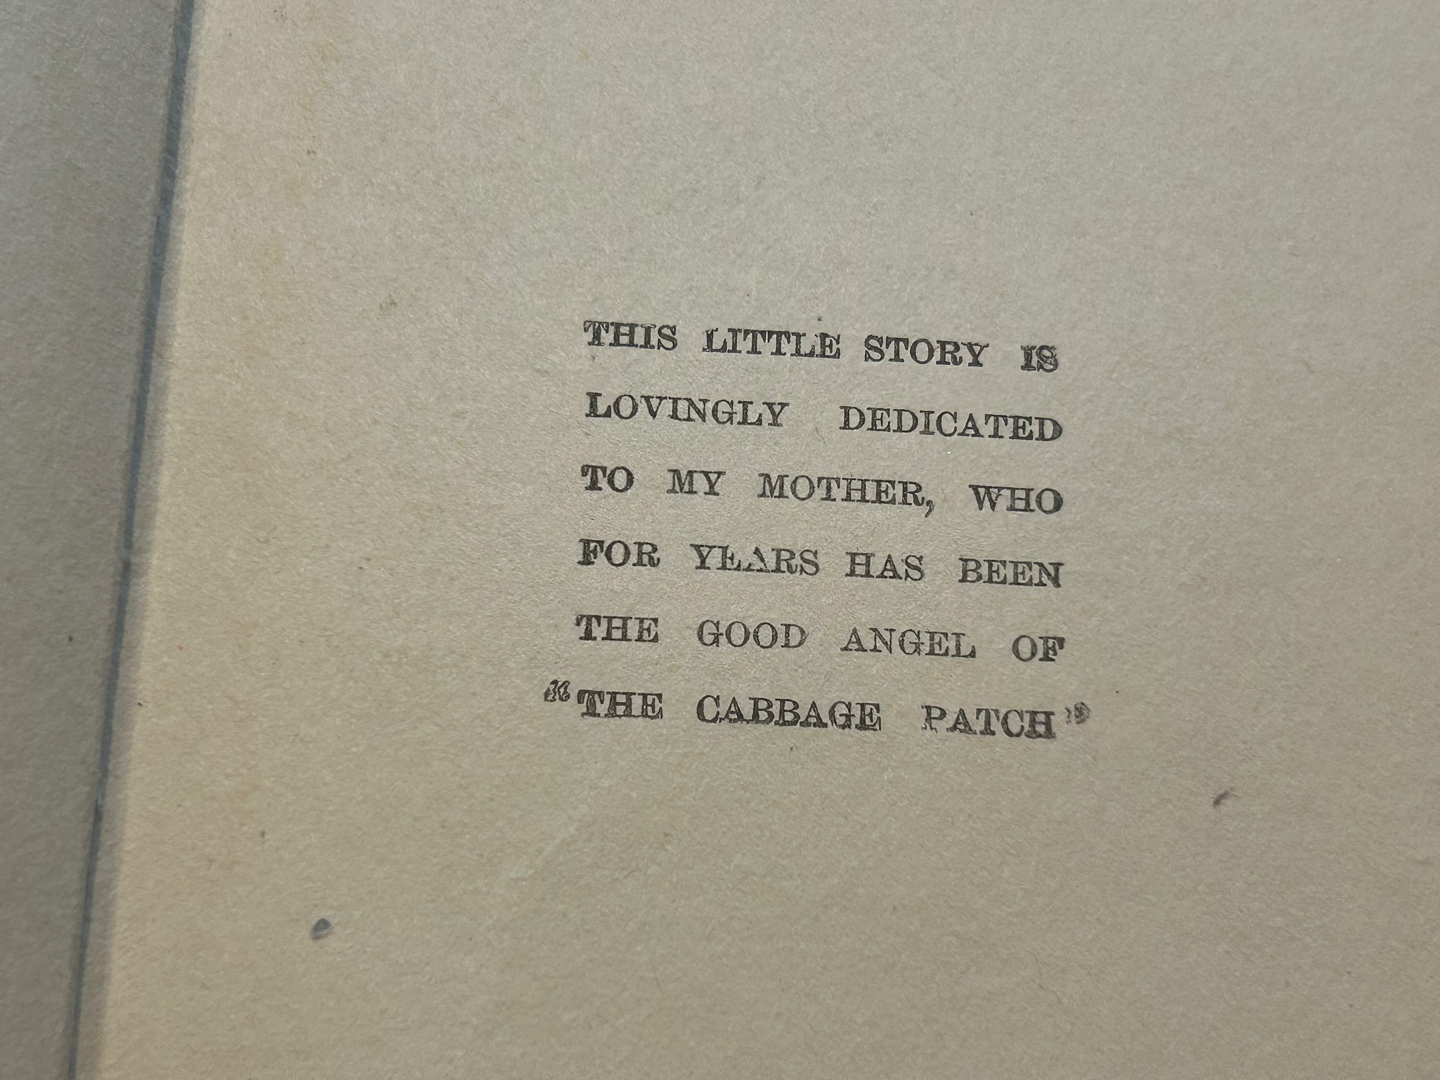 THIS LITTLE STORY IS
LOVINGLY DEDICATED
TO MY MOTHER, WHO
FOR YEARS HAS BEEN
THE GOOD ANGEL OF
“THE CABBAGE PATCH”